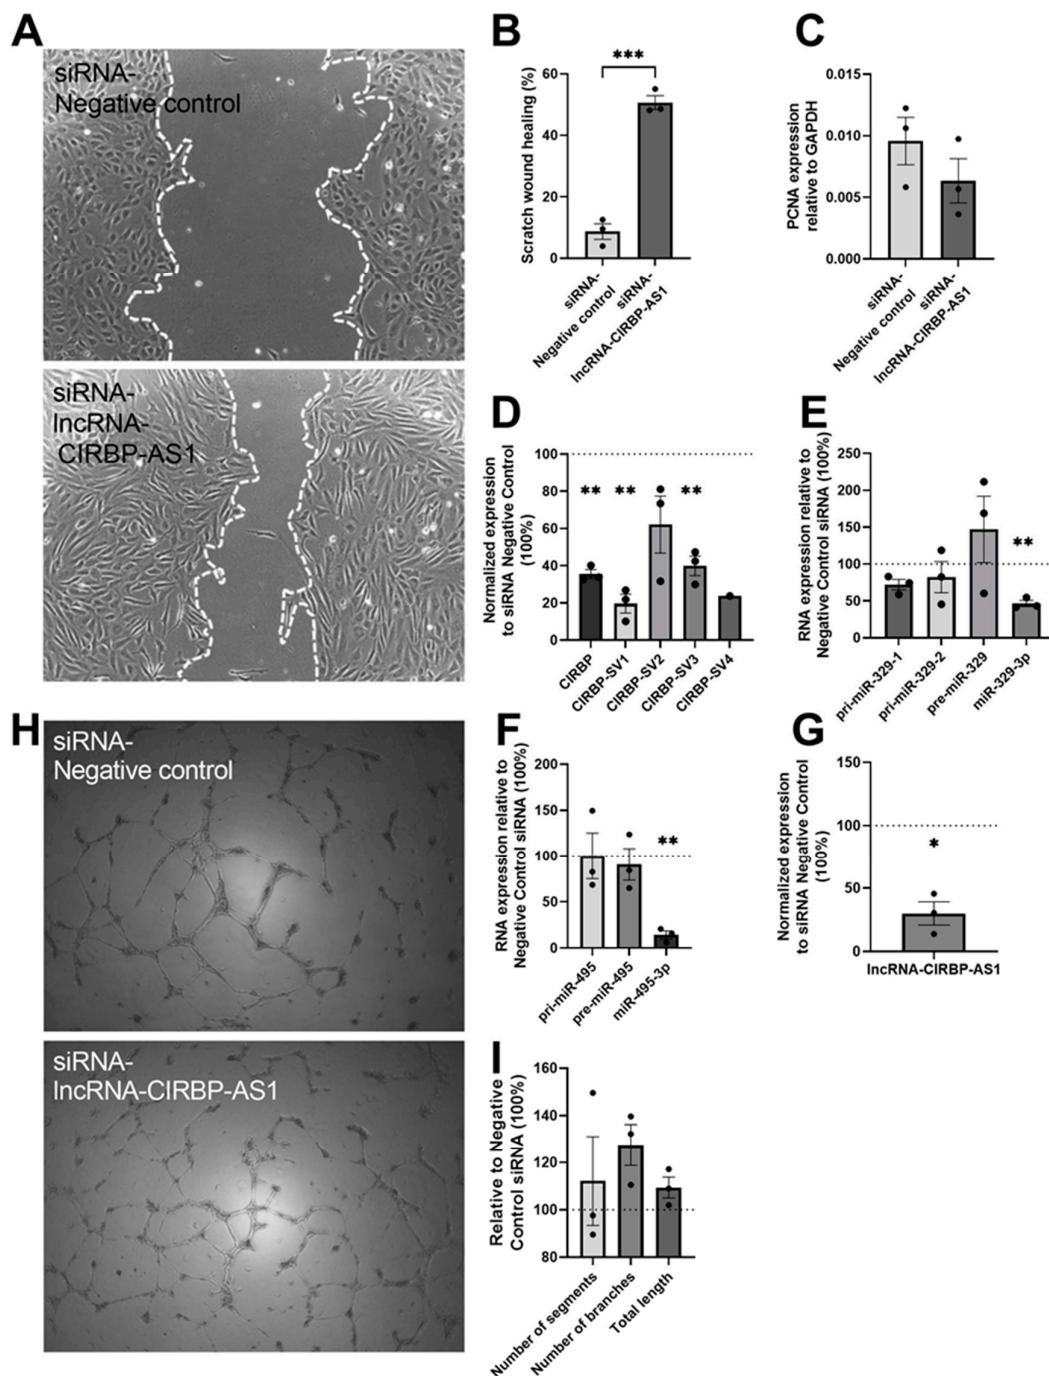 A
siRNA-
Negative control
siRNA-
lncRNA-
CIRBP-AS1
B
Scratch wound healing (%)
60
40
20
0
***
siRNA-
Negative control
siRNA-
lncRNA-CIRBP-AS1
C
PCNA expression
relative to GAPDH
0.015
0.010
0.005
0.000
siRNA-
Negative control
siRNA-
lncRNA-CIRBP-AS1
D
Normalized expression
to siRNA Negative Control
(100%)
100
80
60
40
20
0
** ** **
CIRBP
CIRBP-SV1
CIRBP-SV2
CIRBP-SV3
CIRBP-SV4
E
RNA expression relative to
Negative Control siRNA (100%)
250
200
150
100
50
0
**
pri-miR-329-1
pri-miR-329-2
pre-miR-329
miR-329-3p
H
siRNA-
Negative control
siRNA-
lncRNA-CIRBP-AS1
F
RNA expression relative to
Negative Control siRNA (100%)
200
150
100
50
0
**
pri-miR-495
pre-miR-495
miR-495-3p
G
Normalized expression
to siRNA Negative Control
(100%)
150
100
50
0
*
lncRNA-CIRBP-AS1
I
Relative to Negative
Control siRNA (100%)
160
140
120
100
80
Number of segments
Number of branches
Total length